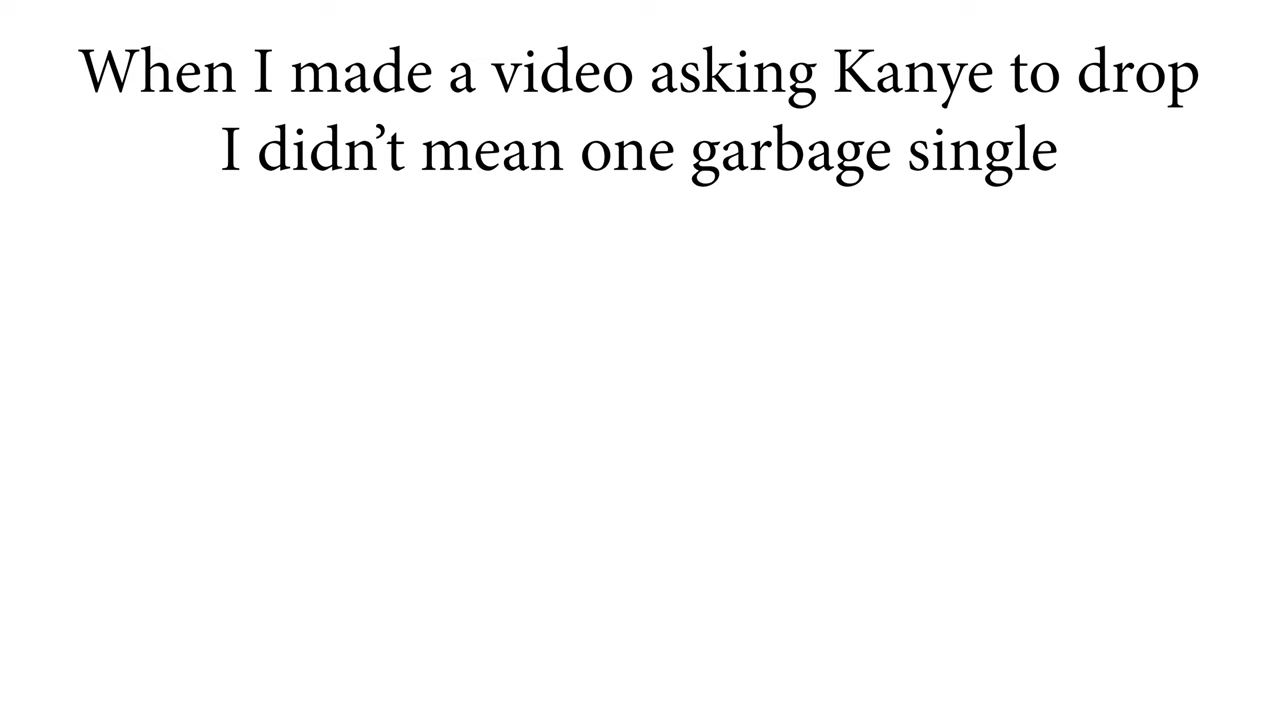 When I made a video asking Kanye to drop
I didn’t mean one garbage single